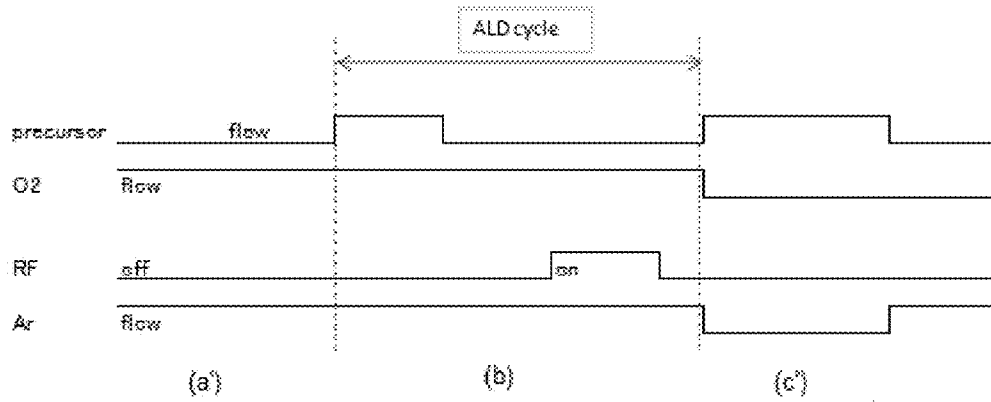 ALD cycle
precursor flow
O2 flow
RF off on
Ar flow
(a') (b) (c')